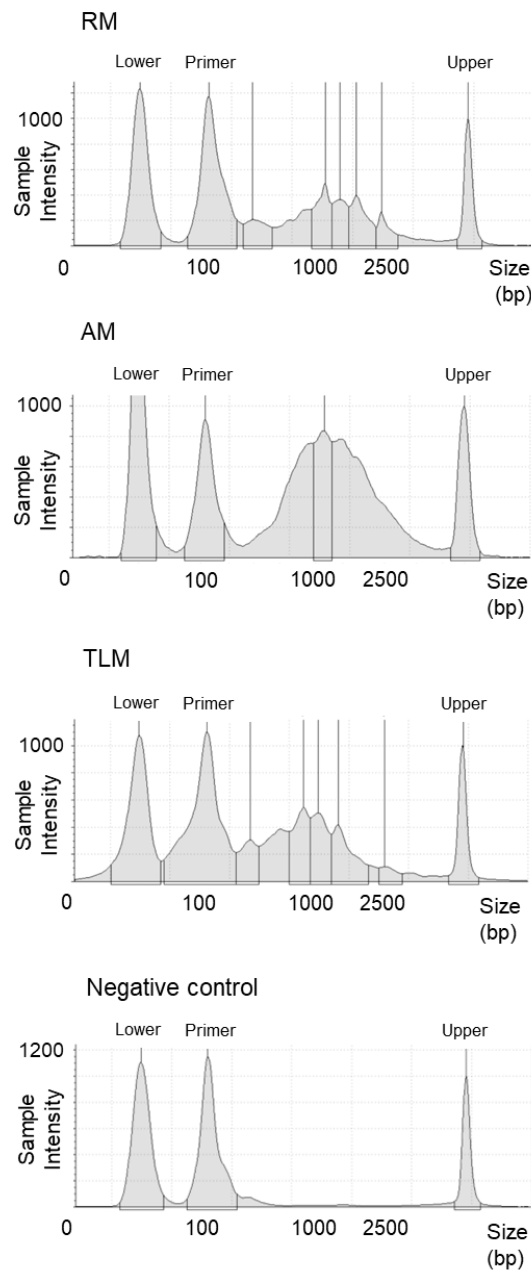 RM
Lower Primer Upper
1000
Sample
Intensity
0 100 1000 2500 Size
(bp)
AM
Lower Primer Upper
1000
Sample
Intensity
0 100 1000 2500 Size
(bp)
TLM
Lower Primer Upper
1000
Sample
Intensity
0 100 1000 2500 Size
(bp)
Negative control
Lower Primer Upper
1200
Sample
Intensity
0 100 1000 2500 Size
(bp)